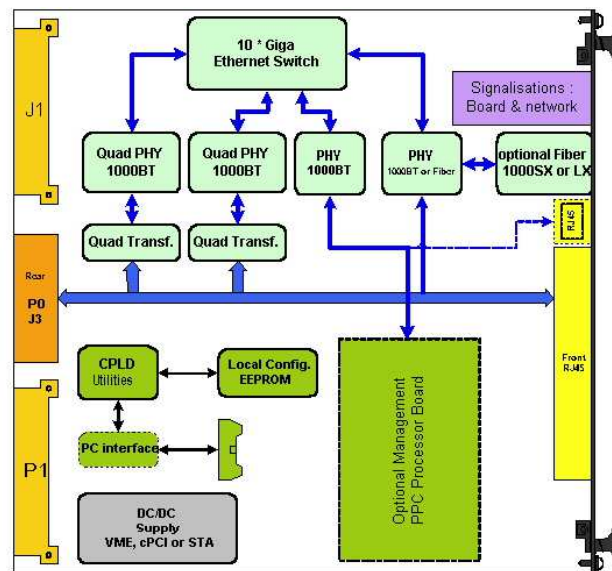 10 * Giga
Ethernet Switch
J1
Signalisations :
Board & network
Quad PHY
1000BT
Quad PHY
1000BT
PHY
1000BT
PHY
1000BT or Fiber
optional Fiber
1000SX or LX
RJ45
Quad Transf.
Quad Transf.
Rear
P0
J3
CPLD
Utilities
Local Config.
EEPROM
Optional Management
PPC Processor Board
Front
RJ45
PC interface
P1
DC/DC
Supply
VME, cPCI or STA